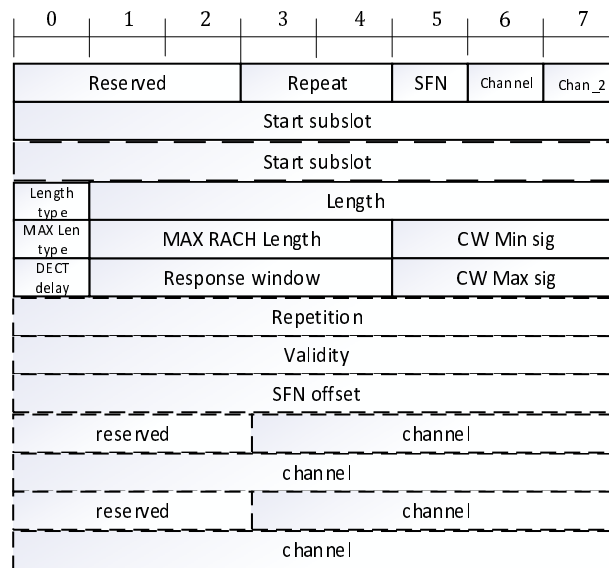 0 1 2 3 4 5 6 7
Reserved Repeat SFN Channel Chan_2
Start subslot
Start subslot
Length type Length
MAX Len type MAX RACH Length CW Min sig
DECT delay Response window CW Max sig
Repetition
Validity
SFN offset
reserved channel
channel
reserved channel
channel